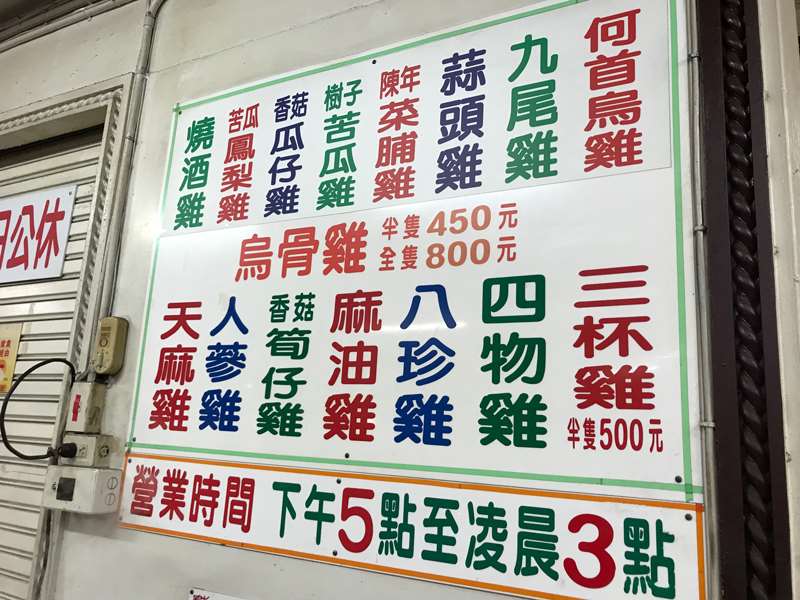 何首烏雞
九尾雞
蒜頭雞
陳年菜脯雞
樹子苦瓜雞
香菇瓜仔雞
苦瓜鳳梨雞
燒酒雞
烏骨雞
半隻450元
全隻800元
三杯雞
半隻500元
四物雞
八珍雞
麻油雞
香菇筍仔雞
人蔘雞
天麻雞
營業時間 下午5點至凌晨3點
日公休